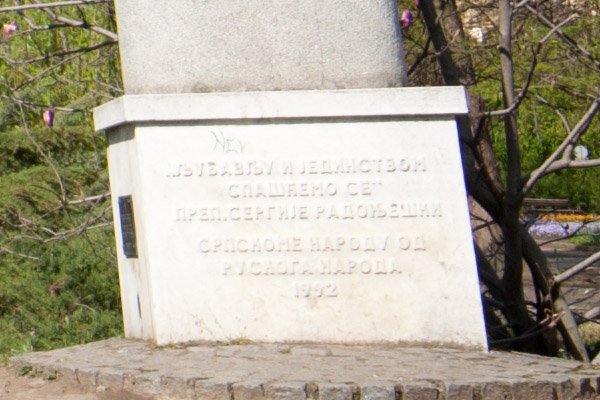 „ЉУБАВЉУ И ЈЕДИНСТВОМ
СПАШЋЕМО СЕ"
ПРЕП. СЕРГИЈЕ РАДОЊЕШКИ
СРПСКОМЕ НАРОДУ ОД
РУСКОГА НАРОДА
1992